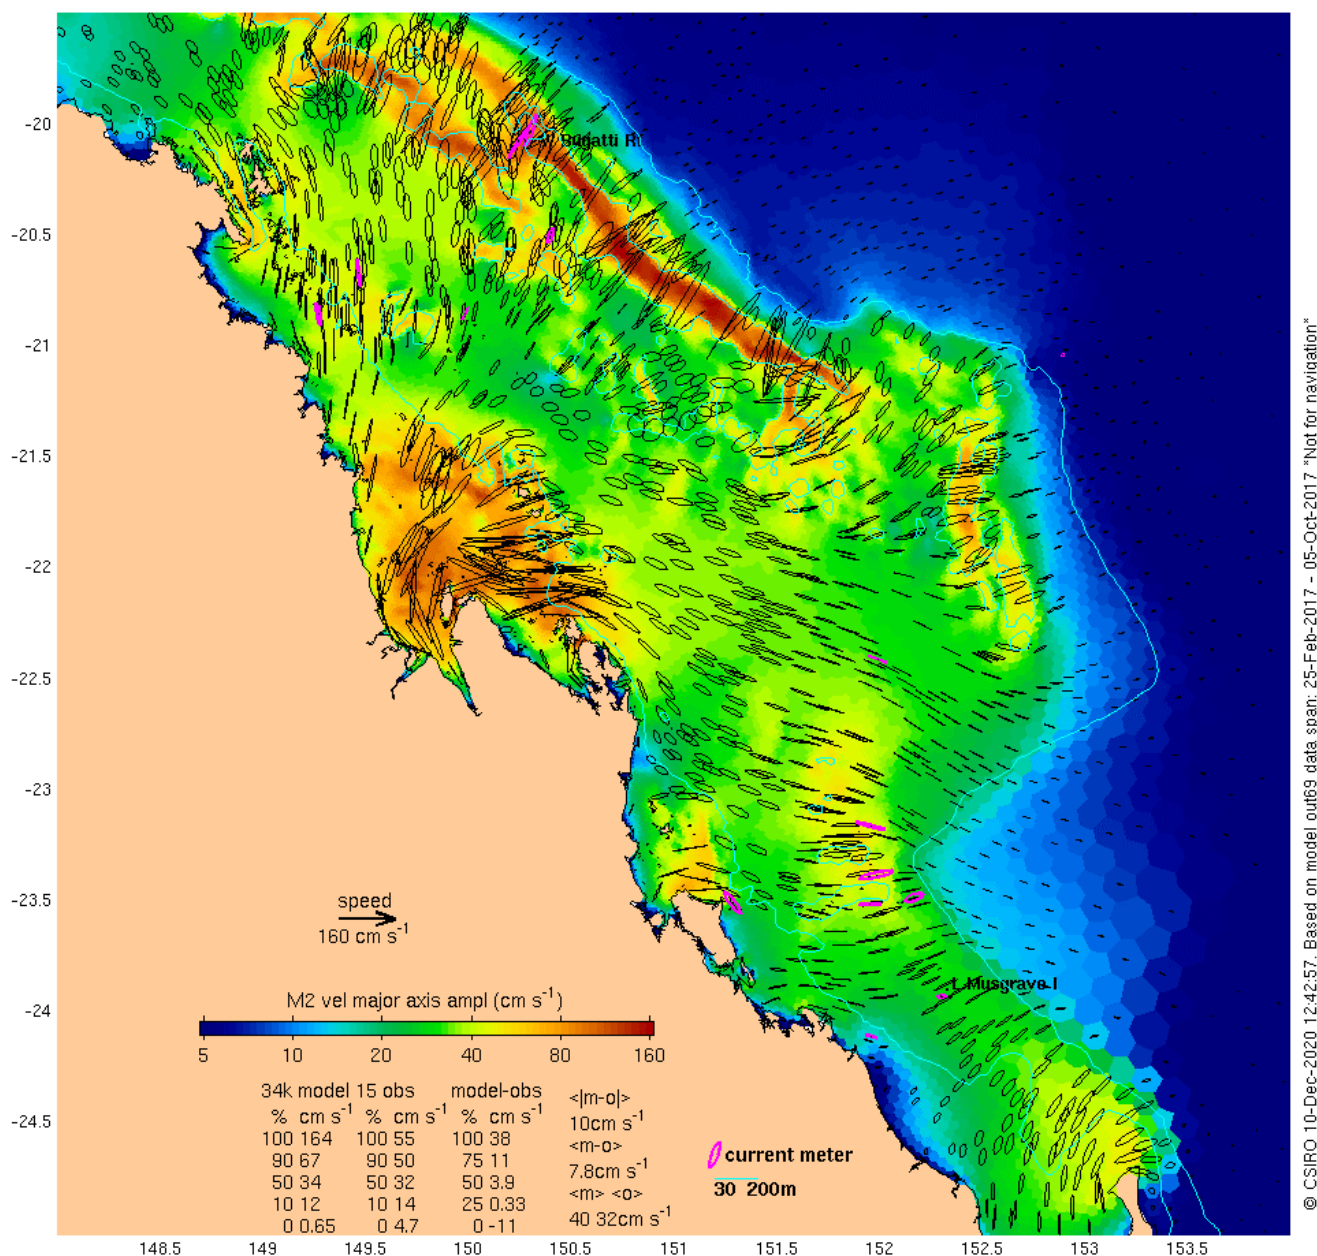 -20
-20.5
-21
-21.5
-22
-22.5
-23
-23.5
-24
-24.5
Bugatti R
L Musgrave I
speed
160 cm s-1
M2 vel major axis ampl (cm s-1)
5 10 20 40 80 160
34k model 15 obs model-obs <|m-o|>
% cm s-1 % cm s-1 % cm s-1 10cm s-1
100 164 100 55 100 38 <m-o>
90 67 90 50 75 11 7.8cm s-1
50 34 50 32 50 3.9
10 12 10 14 25 0.33 <m> <o>
0 0.65 0 4.7 0 -11 40 32cm s-1
current meter
30 200m
148.5 149 149.5 150 150.5 151 151.5 152 152.5 153 153.5
© CSIRO 10-Dec-2020 12:42:57. Based on model out69 data span: 25-Feb-2017 - 05-Oct-2017 *Not for navigation*